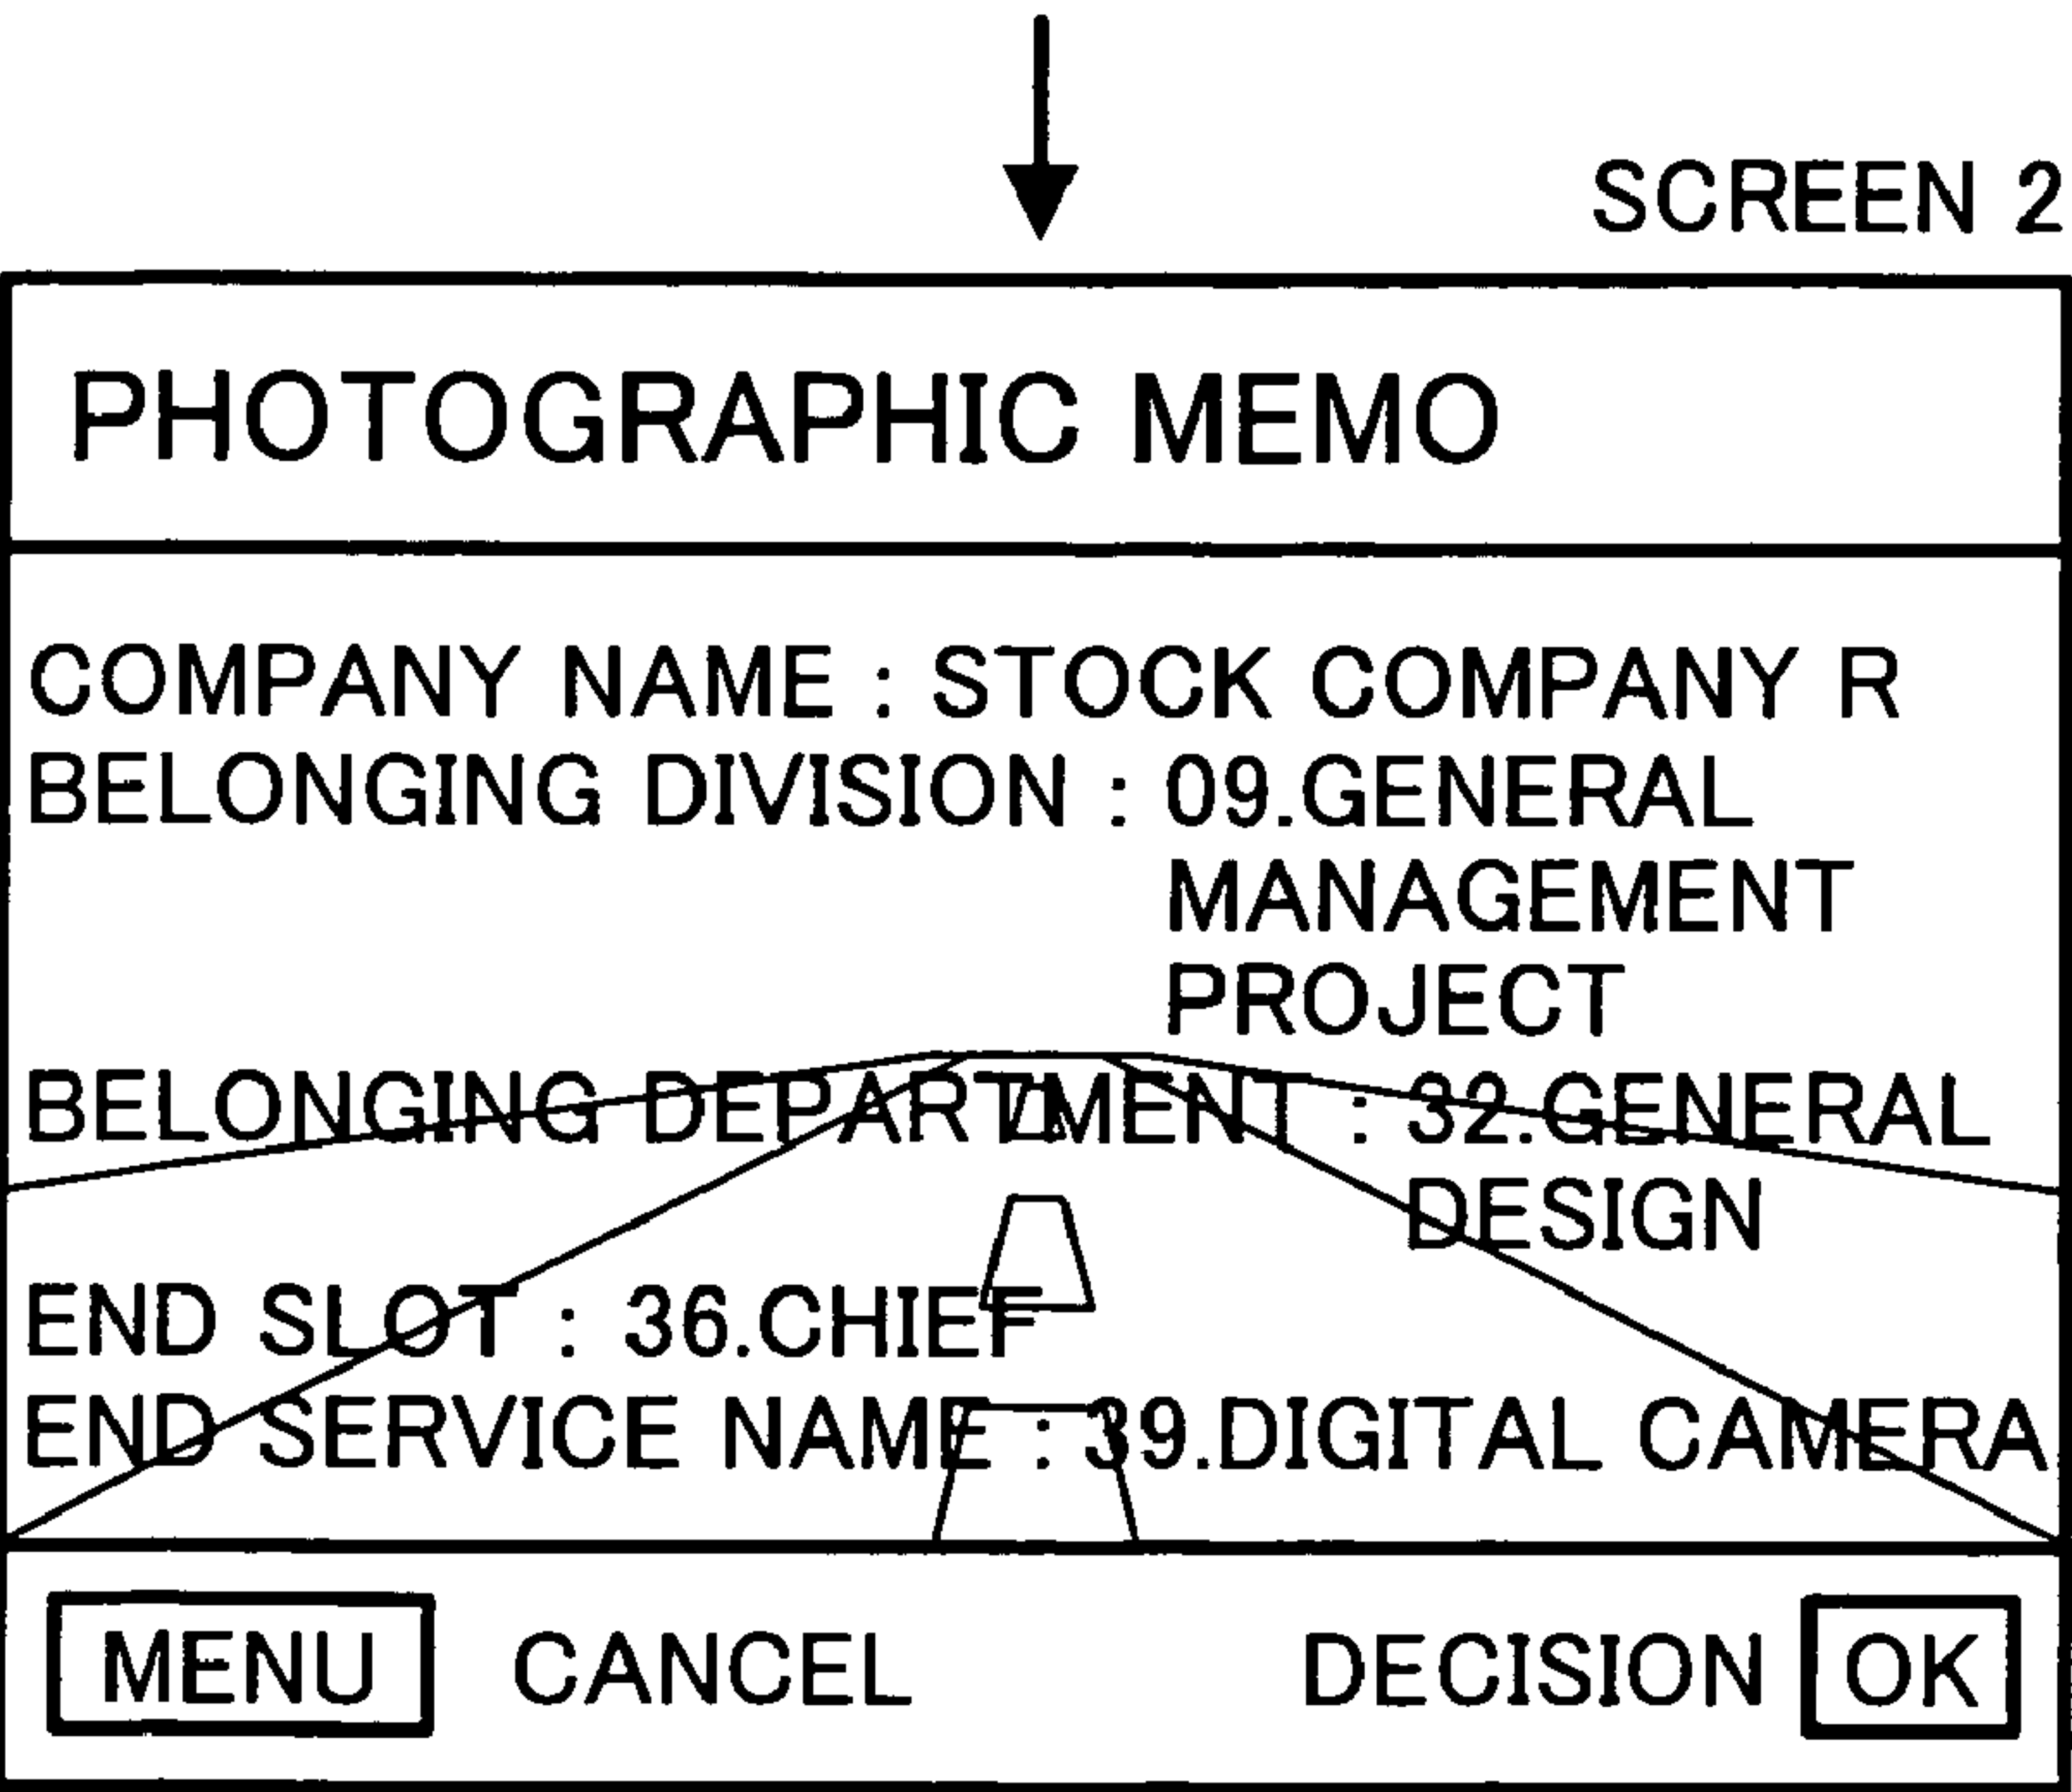 SCREEN 2
PHOTOGRAPHIC MEMO
COMPANY NAME : STOCK COMPANY R
BELONGING DIVISION : 09.GENERAL
MANAGEMENT
PROJECT
BELONGING DEPARTMENT : 32.GENERAL
DESIGN
END SLOT : 36.CHIEF
END SERVICE NAME : 39.DIGITAL CAMERA
MENU CANCEL DECISION OK